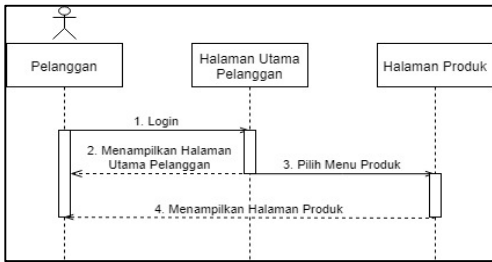 Pelanggan
Halaman Utama
Pelanggan
Halaman Produk
1. Login
2. Menampilkan Halaman
Utama Pelanggan
3. Pilih Menu Produk
4. Menampilkan Halaman Produk